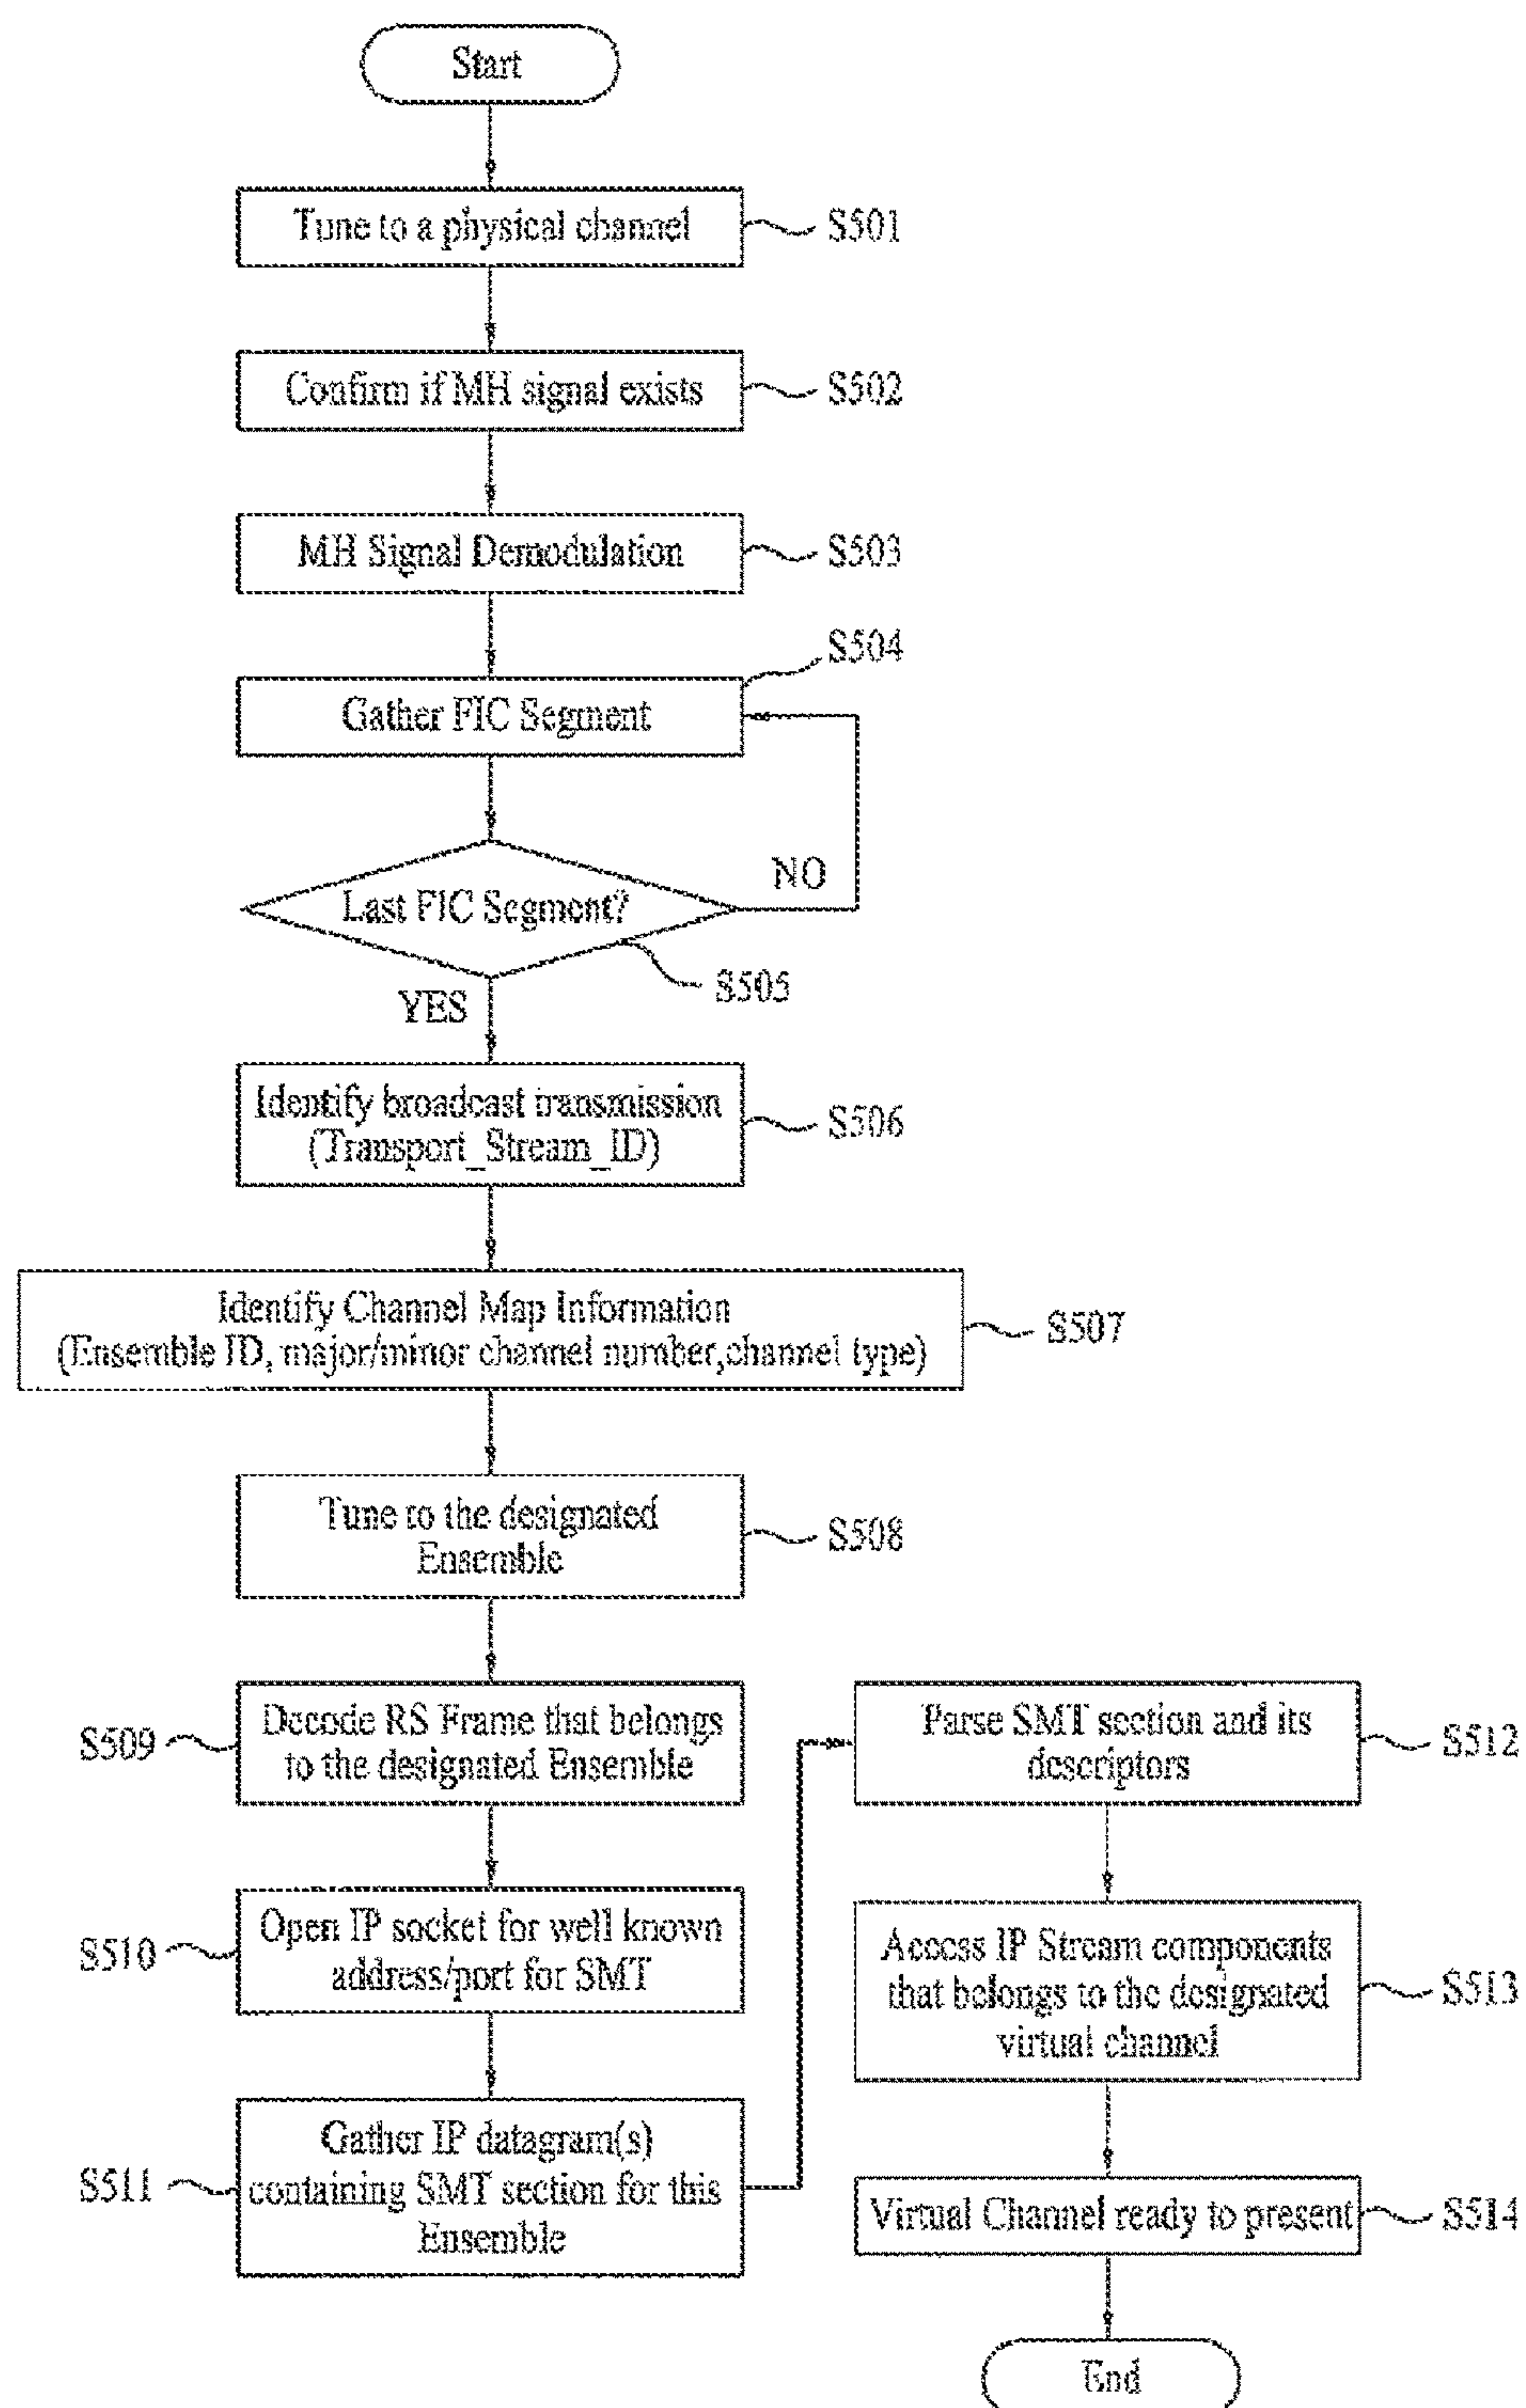 Start
Tune to a physical channel
S501
Confirm if MH signal exists
S502
MH Signal Demodulation
S503
S504
Gather FIC Segment
NO
Last FIC Segment?
S505
YES
Identify broadcast transmission
(Transport_Stream_ID)
S506
Identify Channel Map Information
(Ensemble ID, major/minor channel number,channel type)
S507
Tune to the designated
Ensemble
S508
S509
Decode RS Frame that belongs
to the designated Ensemble
S510
Open IP socket for well known
address/port for SMT
S511
Gather IP datagram(s)
containing SMT section for this
Ensemble
Parse SMT section and its
descriptors
S512
Access IP Stream components
that belongs to the designated
virtual channel
S513
Virtual Channel ready to present
S514
End